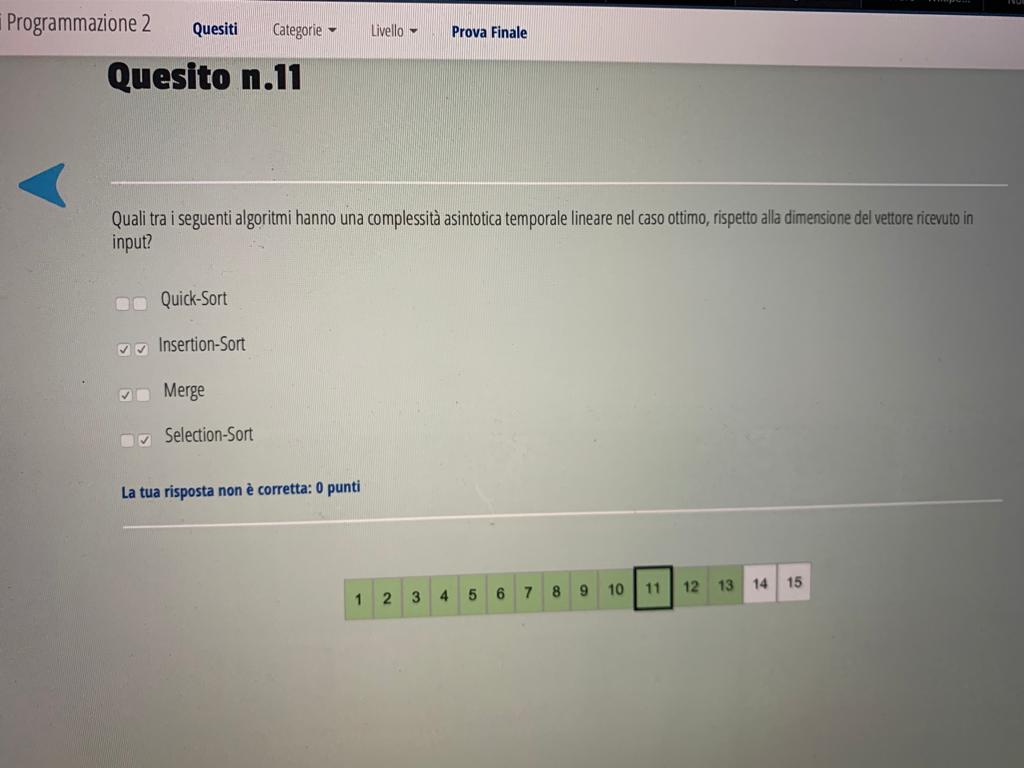 i Programmazione 2 Quesiti Categorie Livello Prova Finale
Quesito n.11
Quali tra i seguenti algoritmi hanno una complessità asintotica temporale lineare nel caso ottimo, rispetto alla dimensione del vettore ricevuto in
input?
Quick-Sort
Insertion-Sort
Merge
Selection-Sort
La tua risposta non è corretta: 0 punti
1 2 3 4 5 6 7 8 9 10 11 12 13 14 15